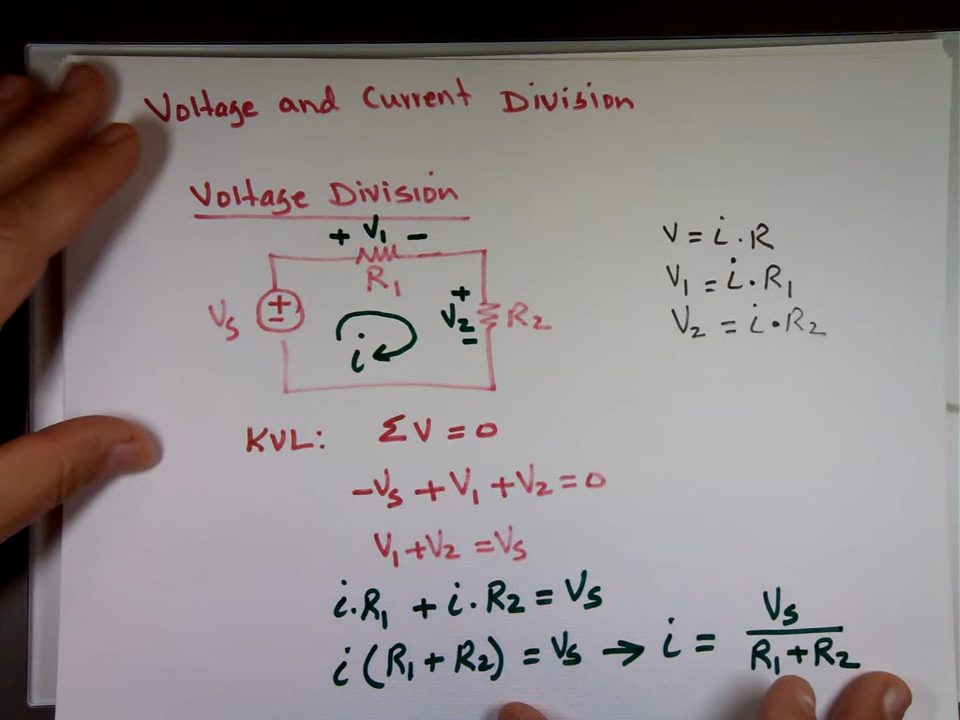 Voltage and Current Division
Voltage Division
+ V₁ −
R₁
Vs
+
−
i
+
V₂
−
R₂
V = i · R
V₁ = i · R₁
V₂ = i · R₂
KVL: ΣV = 0
−Vs + V₁ + V₂ = 0
V₁ + V₂ = Vs
i · R₁ + i · R₂ = Vs
i (R₁ + R₂) = Vs → i = Vs / R₁ + R₂